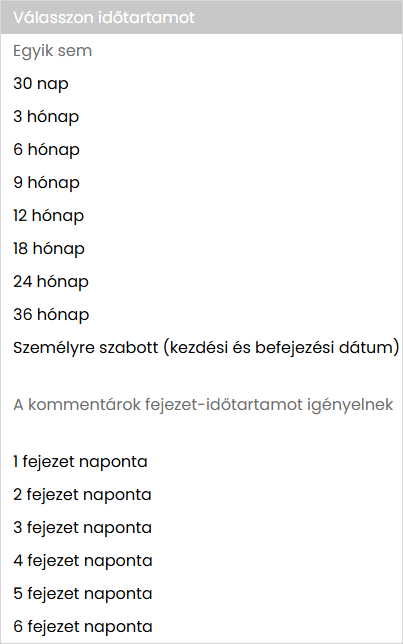 Válasszon időtartamot
Egyik sem
30 nap
3 hónap
6 hónap
9 hónap
12 hónap
18 hónap
24 hónap
36 hónap
Személyre szabott (kezdési és befejezési dátum)
A kommentárok fejezet-időtartamot igényelnek
1 fejezet naponta
2 fejezet naponta
3 fejezet naponta
4 fejezet naponta
5 fejezet naponta
6 fejezet naponta